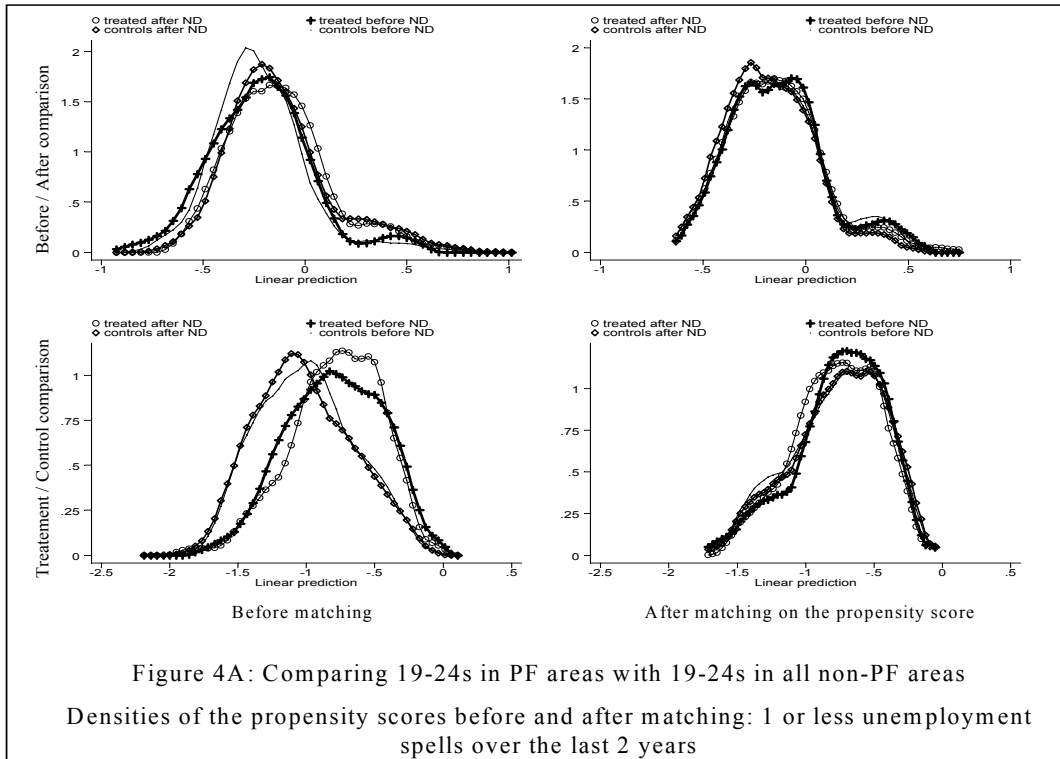 treated after ND treated before ND
controls after ND controls before ND
2
1.5
1
.5
0
-1 -.5 0 .5 1
Linear prediction
Before / After comparison
treated after ND treated before ND
controls after ND controls before ND
2
1.5
1
.5
0
-1 -.5 0 .5 1
Linear prediction
treated after ND treated before ND
controls after ND controls before ND
1
.75
.5
.25
0
-2.5 -2 -1.5 -1 -.5 0 .5
Linear prediction
Treatement / Control comparison
Before matching
treated after ND treated before ND
controls after ND controls before ND
1
.75
.5
.25
0
-2.5 -2 -1.5 -1 -.5 0 .5
Linear prediction
After matching on the propensity score
Figure 4A: Comparing 19-24s in PF areas with 19-24s in all non-PF areas
Densities of the propensity scores before and after matching: 1 or less unemployment
spells over the last 2 years